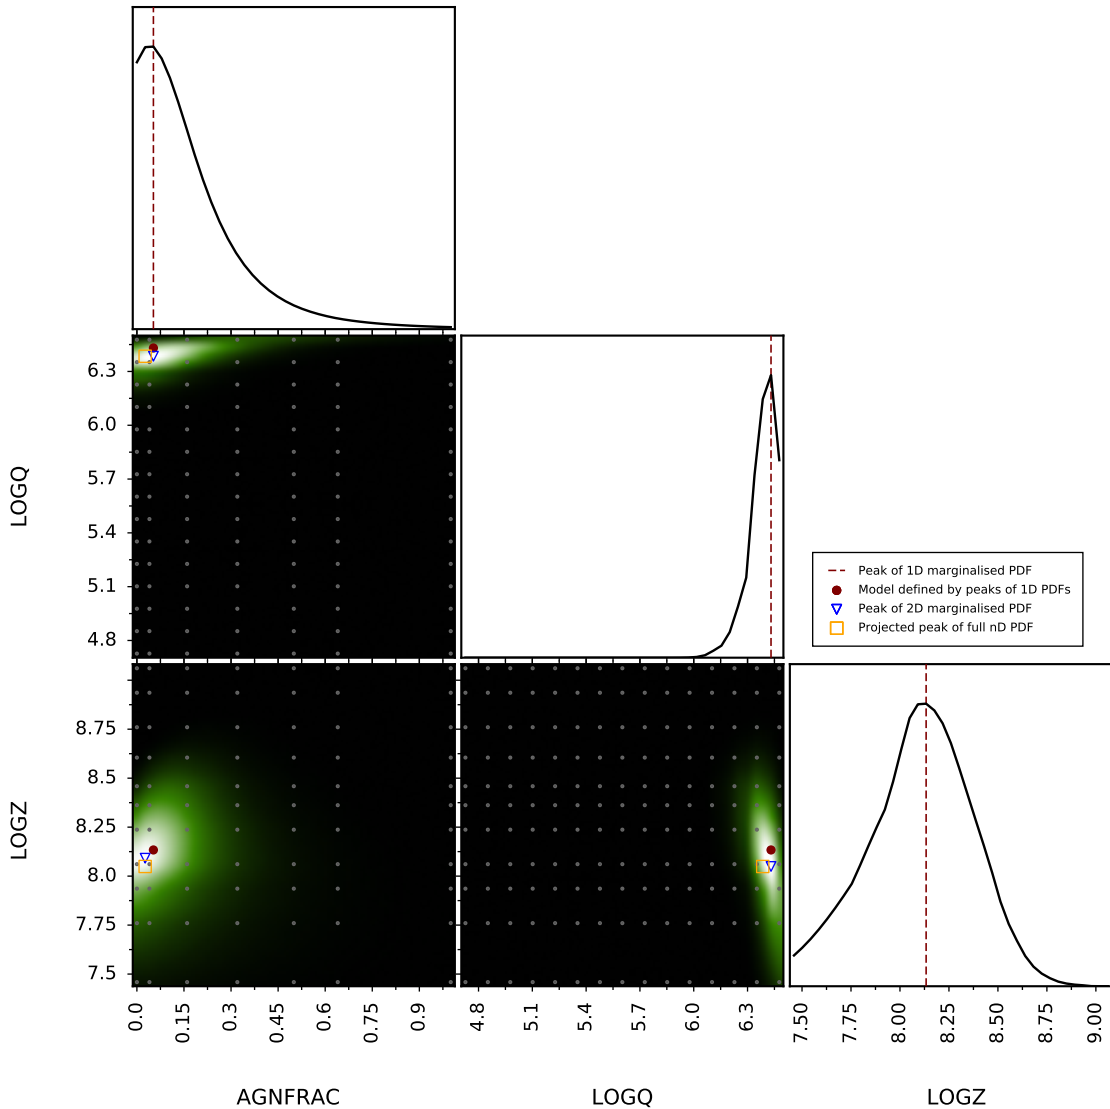 LOGQ
6.3
6.0
5.7
5.4
5.1
4.8
Peak of 1D marginalised PDF
Model defined by peaks of 1D PDFs
Peak of 2D marginalised PDF
Projected peak of full nD PDF
LOGZ
8.75
8.5
8.25
8.0
7.75
7.5
0.0 0.15 0.3 0.45 0.6 0.75 0.9
4.8 5.1 5.4 5.7 6.0 6.3
7.50 7.75 8.00 8.25 8.50 8.75 9.00
AGNFRAC LOGQ LOGZ